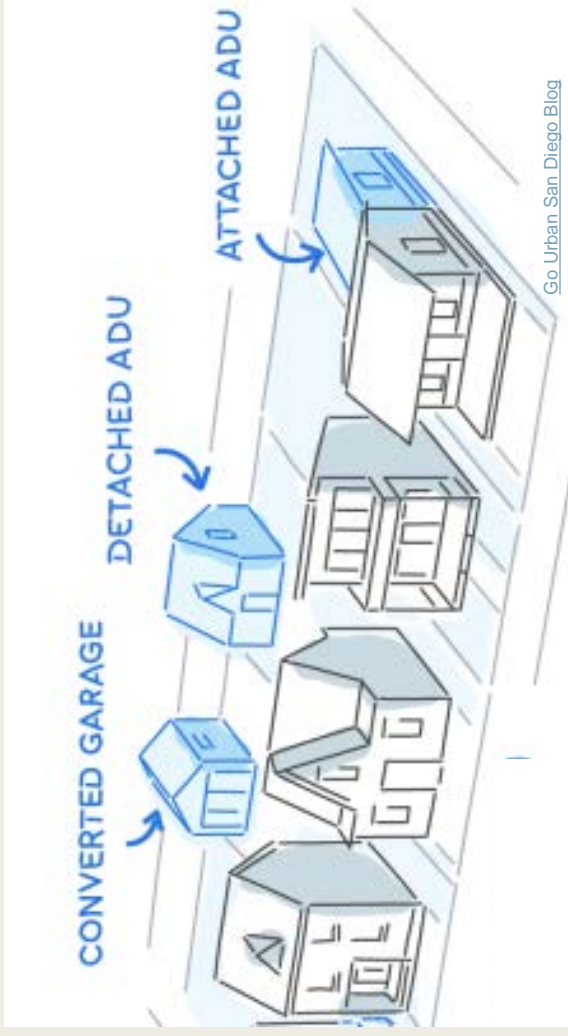 CONVERTED GARAGE
DETACHED ADU
ATTACHED ADU
Go Urban San Diego Blog